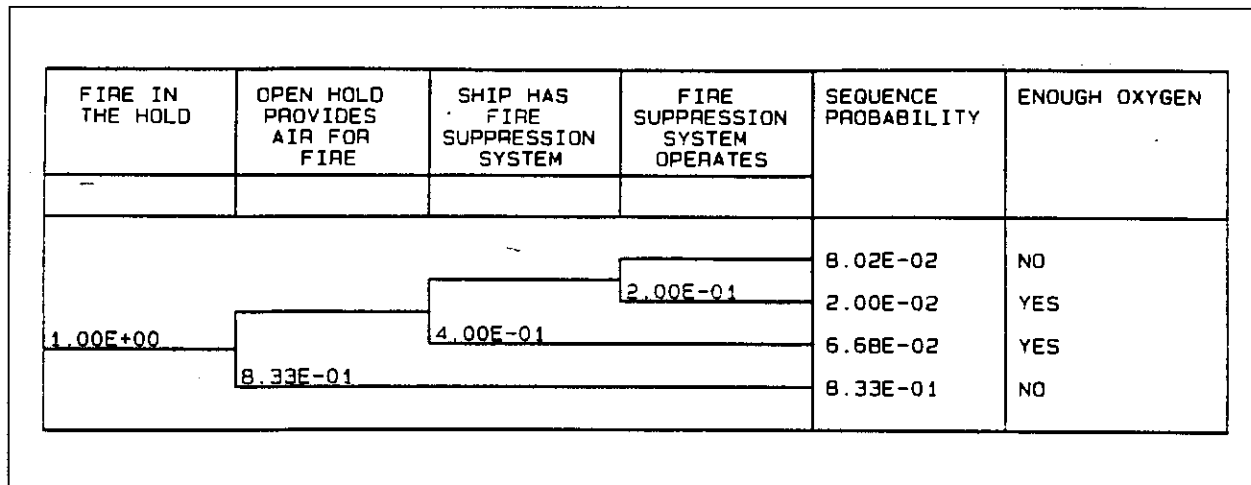 FIRE IN
THE HOLD
OPEN HOLD
PROVIDES
AIR FOR
FIRE
SHIP HAS
FIRE
SUPPRESSION
SYSTEM
FIRE
SUPPRESSION
SYSTEM
OPERATES
SEQUENCE
PROBABILITY
ENOUGH OXYGEN
8.02E-02 NO
2.00E-01
2.00E-02 YES
1.00E+00
4.00E-01
6.68E-02 YES
8.33E-01
8.33E-01 NO